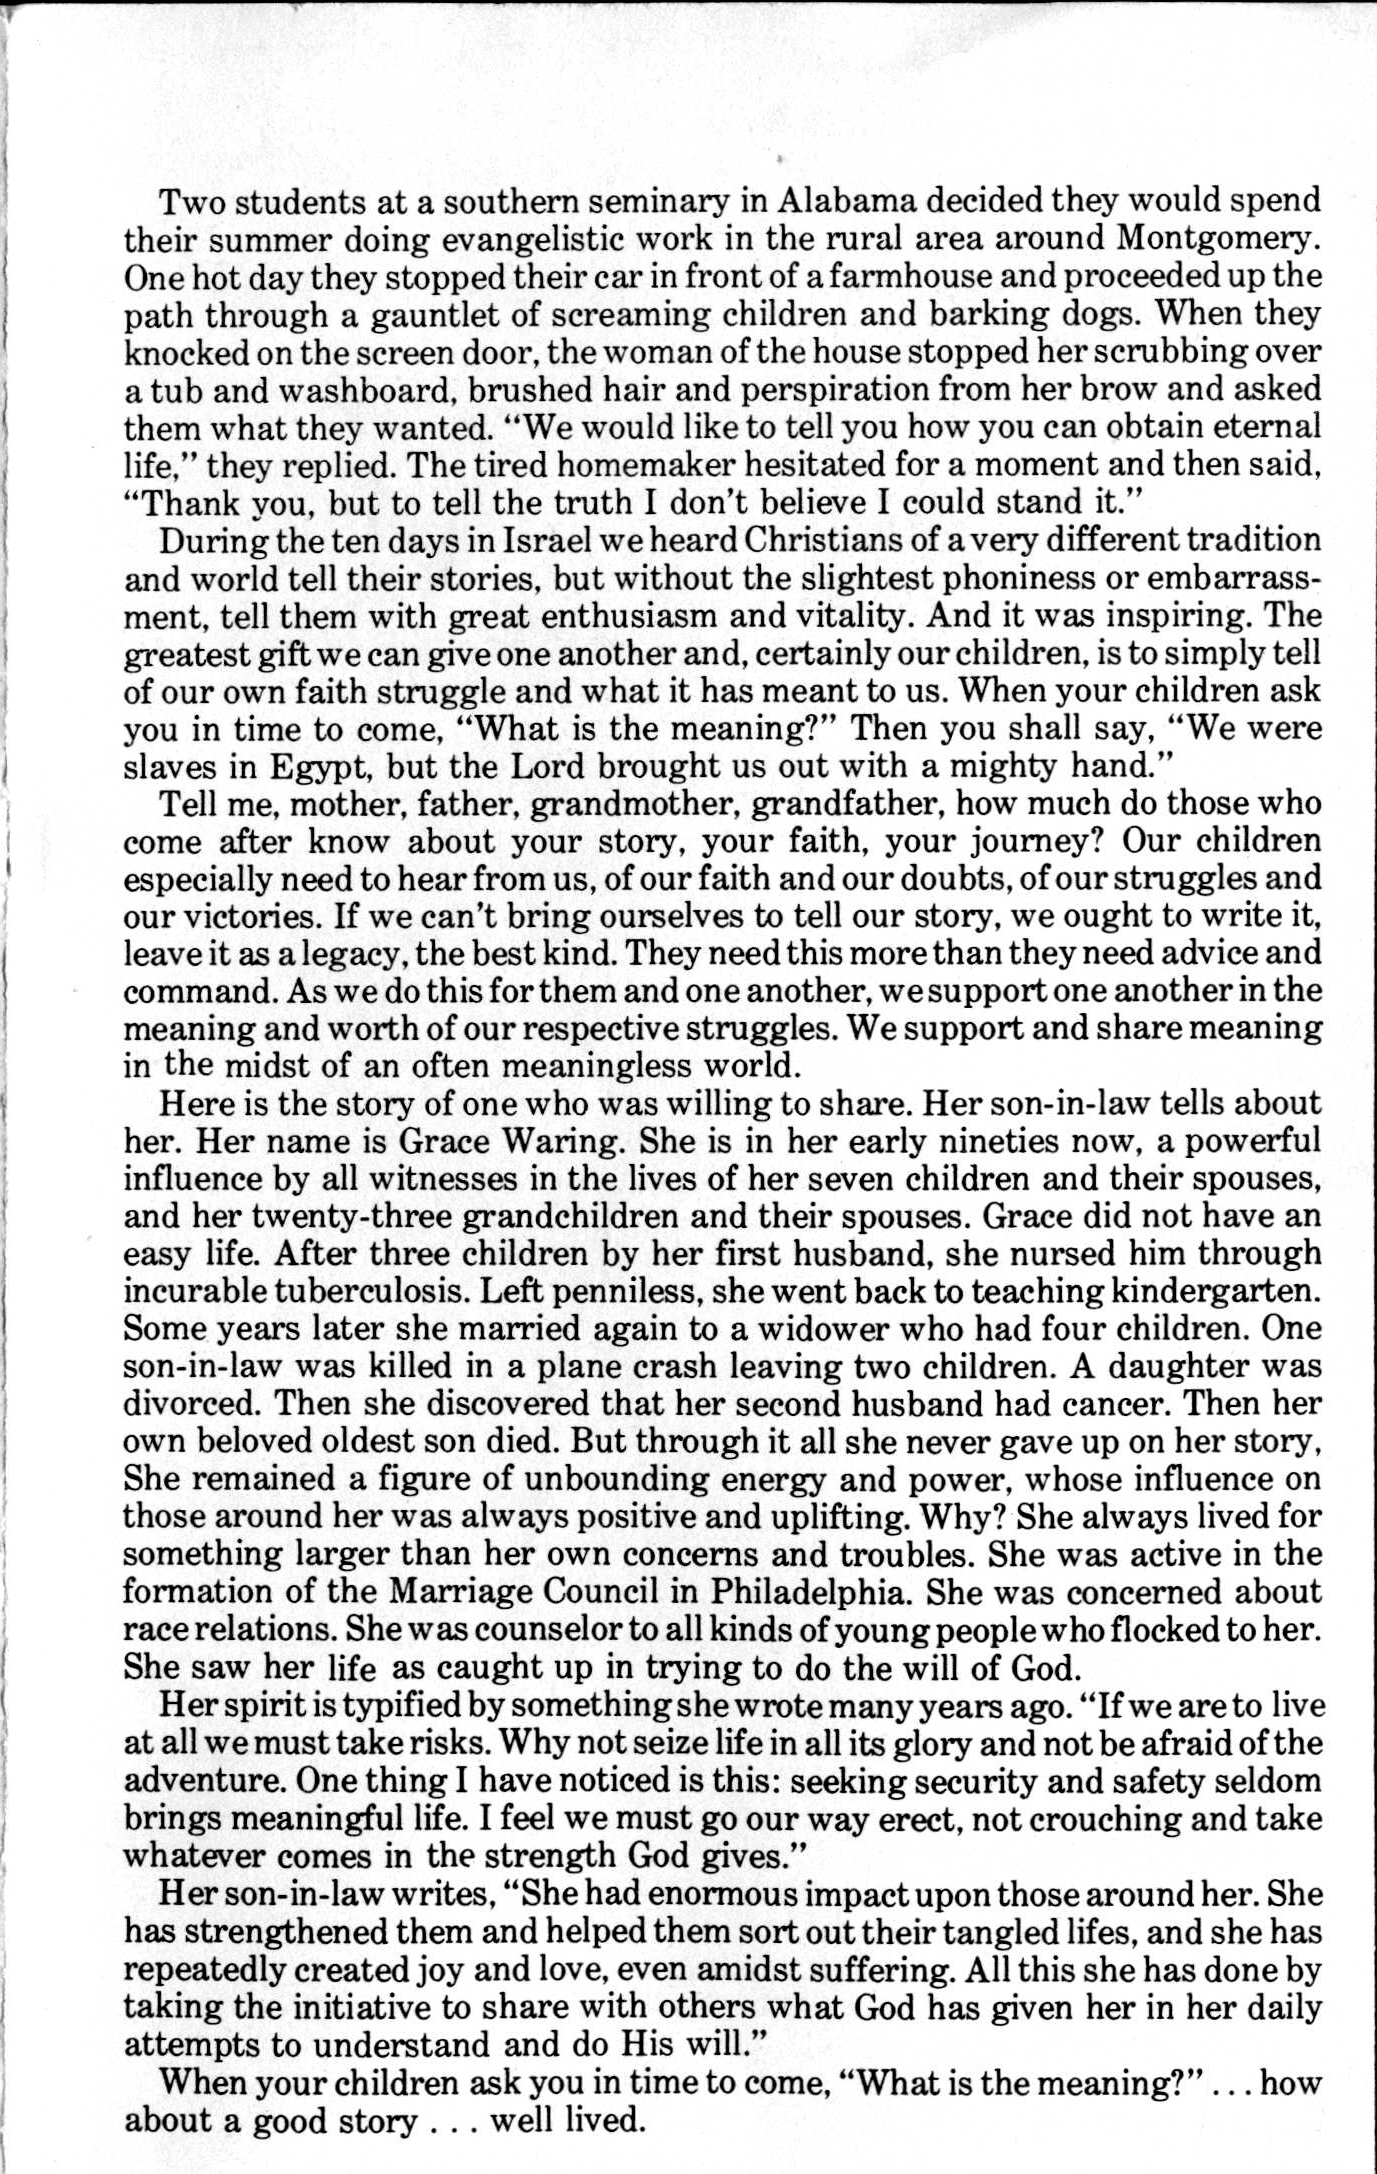 Two students at a southern seminary in Alabama decided they would spend
their summer doing evangelistic work in the rural area around Montgomery.
One hot day they stopped their car in front of a farmhouse and proceeded up the
path through a gauntlet of screaming children and barking dogs. When they
knocked on the screen door, the woman of the house stopped her scrubbing over
a tub and washboard, brushed hair and perspiration from her brow and asked
them what they wanted. “We would like to tell you how you can obtain eternal
life,” they replied. The tired homemaker hesitated for a moment and then said,
“Thank you, but to tell the truth I don’t believe I could stand it.”
During the ten days in Israel we heard Christians of a very different tradition
and world tell their stories, but without the slightest phoniness or embarrass-
ment, tell them with great enthusiasm and vitality. And it was inspiring. The
greatest gift we can give one another and, certainly our children, is to simply tell
of our own faith struggle and what it has meant to us. When your children ask
you in time to come, “What is the meaning?” Then you shall say, “We were
slaves in Egypt, but the Lord brought us out with a mighty hand.”
Tell me, mother, father, grandmother, grandfather, how much do those who
come after know about your story, your faith, your journey? Our children
especially need to hear from us, of our faith and our doubts, of our struggles and
our victories. If we can’t bring ourselves to tell our story, we ought to write it,
leave it as a legacy, the best kind. They need this more than they need advice and
command. As we do this for them and one another, we support one another in the
meaning and worth of our respective struggles. We support and share meaning
in the midst of an often meaningless world.
Here is the story of one who was willing to share. Her son-in-law tells about
her. Her name is Grace Waring. She is in her early nineties now, a powerful
influence by all witnesses in the lives of her seven children and their spouses,
and her twenty-three grandchildren and their spouses. Grace did not have an
easy life. After three children by her first husband, she nursed him through
incurable tuberculosis. Left penniless, she went back to teaching kindergarten.
Some years later she married again to a widower who had four children. One
son-in-law was killed in a plane crash leaving two children. A daughter was
divorced. Then she discovered that her second husband had cancer. Then her
own beloved oldest son died. But through it all she never gave up on her story,
She remained a figure of unbounding energy and power, whose influence on
those around her was always positive and uplifting. Why? She always lived for
something larger than her own concerns and troubles. She was active in the
formation of the Marriage Council in Philadelphia. She was concerned about
race relations. She was counselor to all kinds of young people who flocked to her.
She saw her life as caught up in trying to do the will of God.
Her spirit is typified by something she wrote many years ago. “If we are to live
at all we must take risks. Why not seize life in all its glory and not be afraid of the
adventure. One thing I have noticed is this: seeking security and safety seldom
brings meaningful life. I feel we must go our way erect, not crouching and take
whatever comes in the strength God gives.”
Her son-in-law writes, “She had enormous impact upon those around her. She
has strengthened them and helped them sort out their tangled lifes, and she has
repeatedly created joy and love, even amidst suffering. All this she has done by
taking the initiative to share with others what God has given her in her daily
attempts to understand and do His will.”
When your children ask you in time to come, “What is the meaning?” . . . how
about a good story . . . well lived.